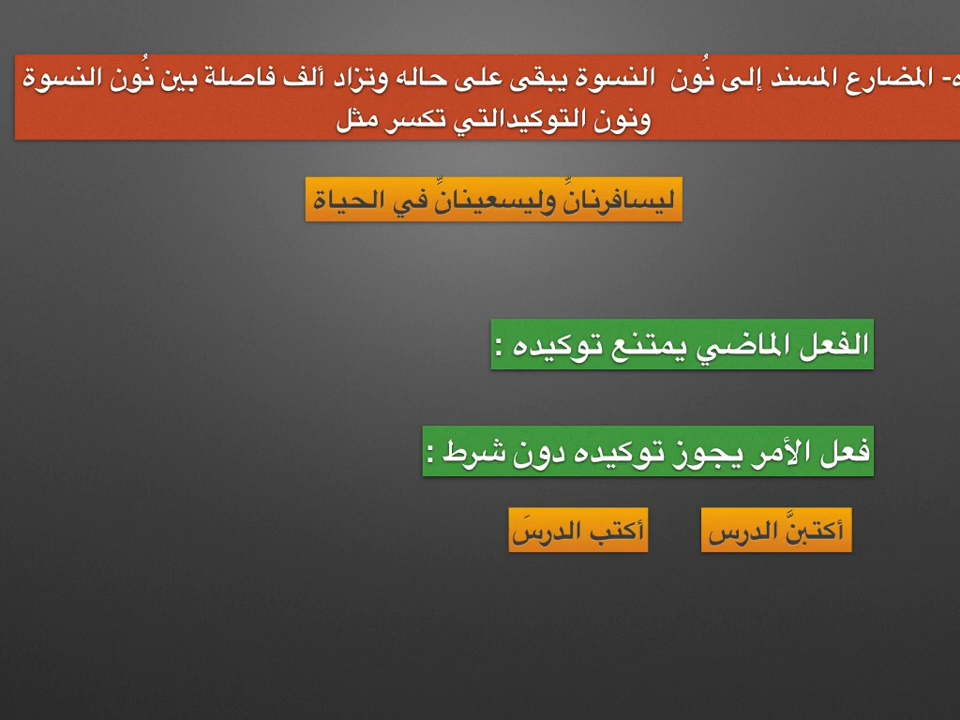 ه- المضارع المسند إلى نُون النسوة يبقى على حاله وتزاد ألف فاصلة بين نُون النسوة
ونون التوكيدالتي تكسر مثل
ليسافرنانِّ وليسعينانِّ في الحياة
الفعل الماضي يمتنع توكيده :
فعل الأمر يجوز توكيده دون شرط :
أكتبنَّ الدرس
أكتب الدرسَ